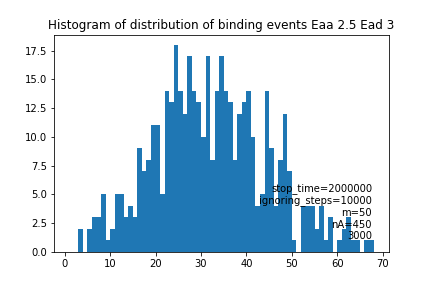 Histogram of distribution of binding events Eaa 2.5 Ead 3
17.5
15.0
12.5
10.0
7.5
5.0
2.5
0.0
stop_time=2000000
ignoring_steps=10000
m=50
nA=450
3000
0 10 20 30 40 50 60 70